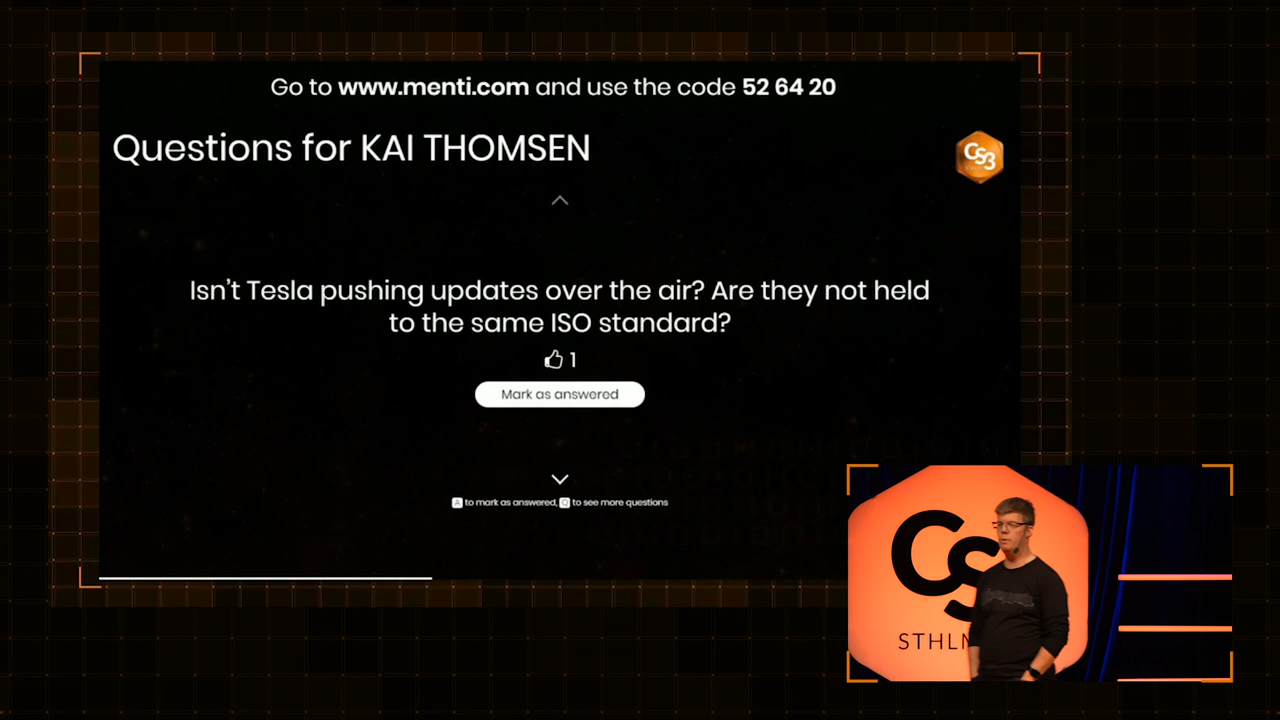 Go to www.menti.com and use the code 52 64 20
Questions for KAI THOMSEN
CS3
Isn't Tesla pushing updates over the air? Are they not held
to the same ISO standard?
1
Mark as answered
A to mark as answered, Q to see more questions
CS
STHLM